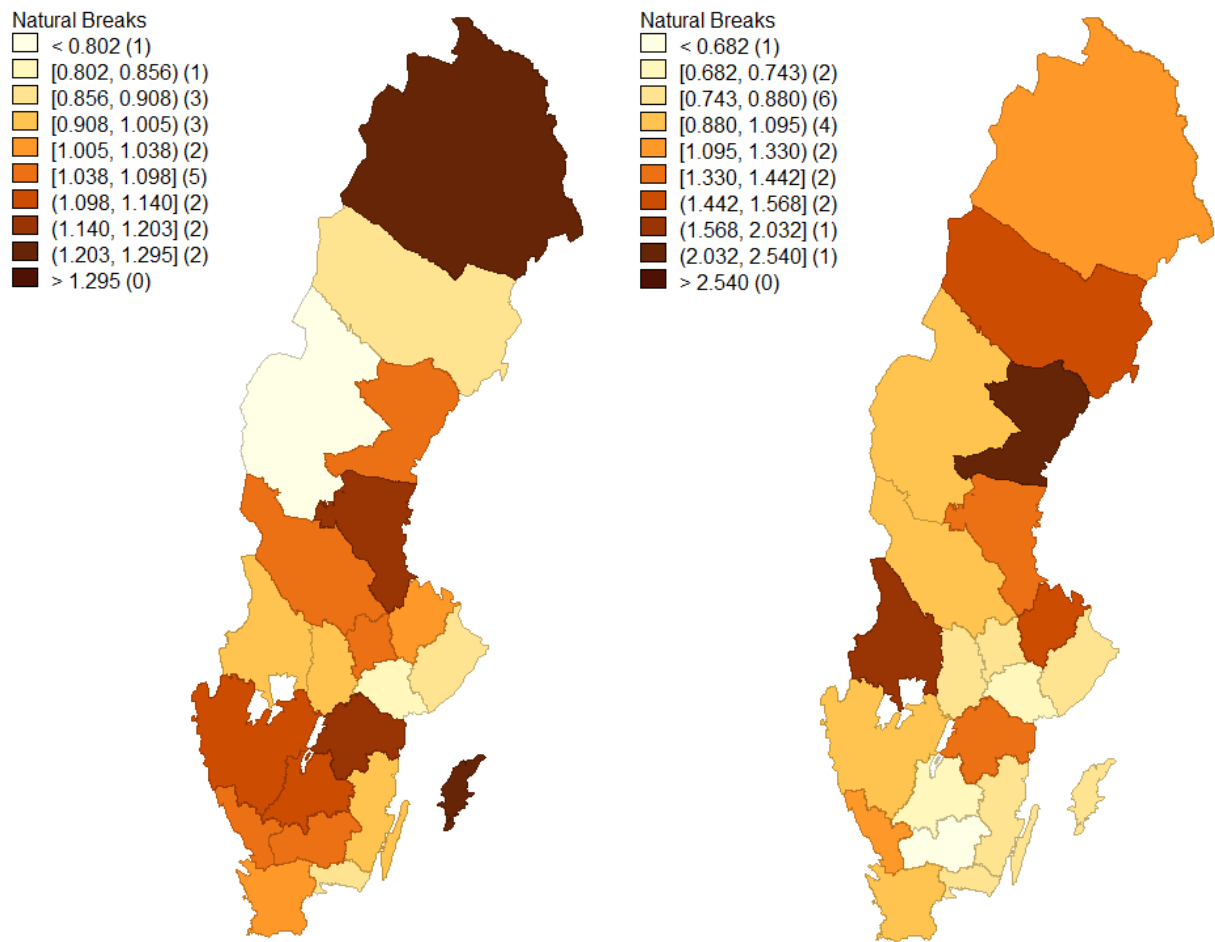 Natural Breaks
< 0.802 (1)
[0.802, 0.856) (1)
[0.856, 0.908) (3)
[0.908, 1.005) (3)
[1.005, 1.038) (2)
[1.038, 1.098] (5)
(1.098, 1.140] (2)
(1.140, 1.203] (2)
(1.203, 1.295] (2)
> 1.295 (0)
Natural Breaks
< 0.682 (1)
[0.682, 0.743) (2)
[0.743, 0.880) (6)
[0.880, 1.095) (4)
[1.095, 1.330) (2)
[1.330, 1.442] (2)
(1.442, 1.568] (2)
(1.568, 2.032] (1)
(2.032, 2.540] (1)
> 2.540 (0)